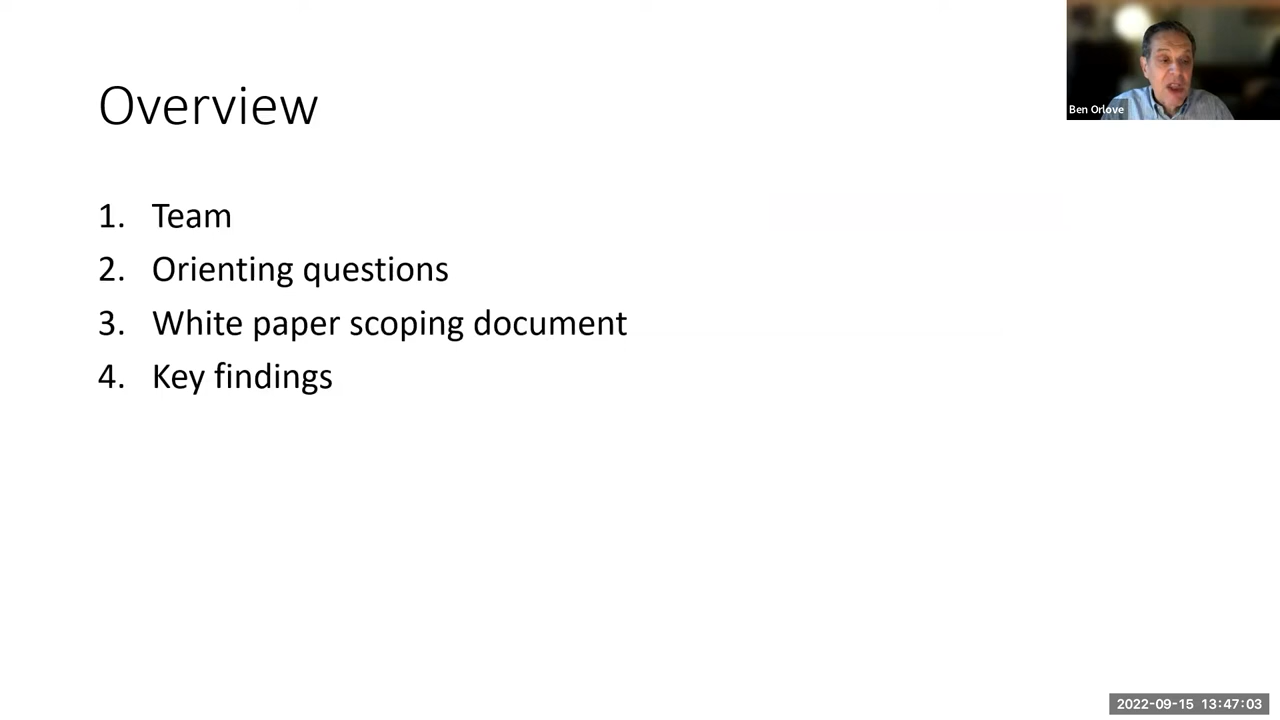 Overview
Ben Orlove
1. Team
2. Orienting questions
3. White paper scoping document
4. Key findings
2022-09-15 13:47:03